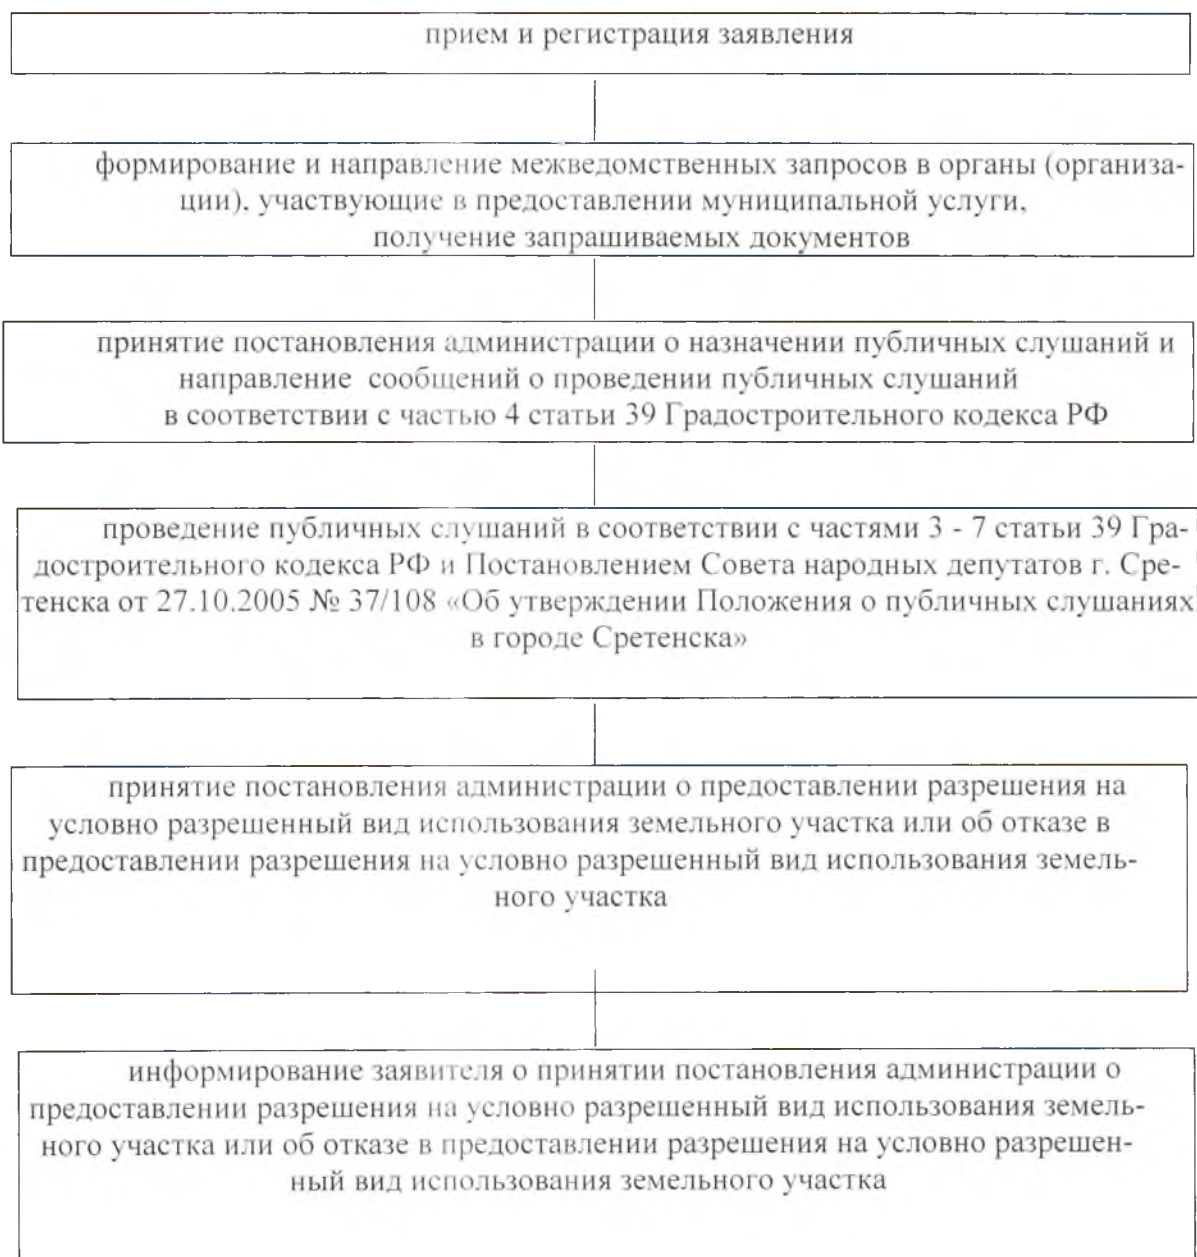 прием и регистрация заявления
формирование и направление межведомственных запросов в органы (организа-
ции), участвующие в предоставлении муниципальной услуги,
получение запрашиваемых документов
принятие постановления администрации о назначении публичных слушаний и
направление сообщений о проведении публичных слушаний
в соответствии с частью 4 статьи 39 Градостроительного кодекса РФ
проведение публичных слушаний в соответствии с частями 3 - 7 статьи 39 Гра-
достроительного кодекса РФ и Постановлением Совета народных депутатов г. Сре-
тенска от 27.10.2005 № 37/108 «Об утверждении Положения о публичных слушаниях
в городе Сретенска»
принятие постановления администрации о предоставлении разрешения на
условно разрешенный вид использования земельного участка или об отказе в
предоставлении разрешения на условно разрешенный вид использования земель-
ного участка
информирование заявителя о принятии постановления администрации о
предоставлении разрешения на условно разрешенный вид использования земель-
ного участка или об отказе в предоставлении разрешения на условно разрешен-
ный вид использования земельного участка